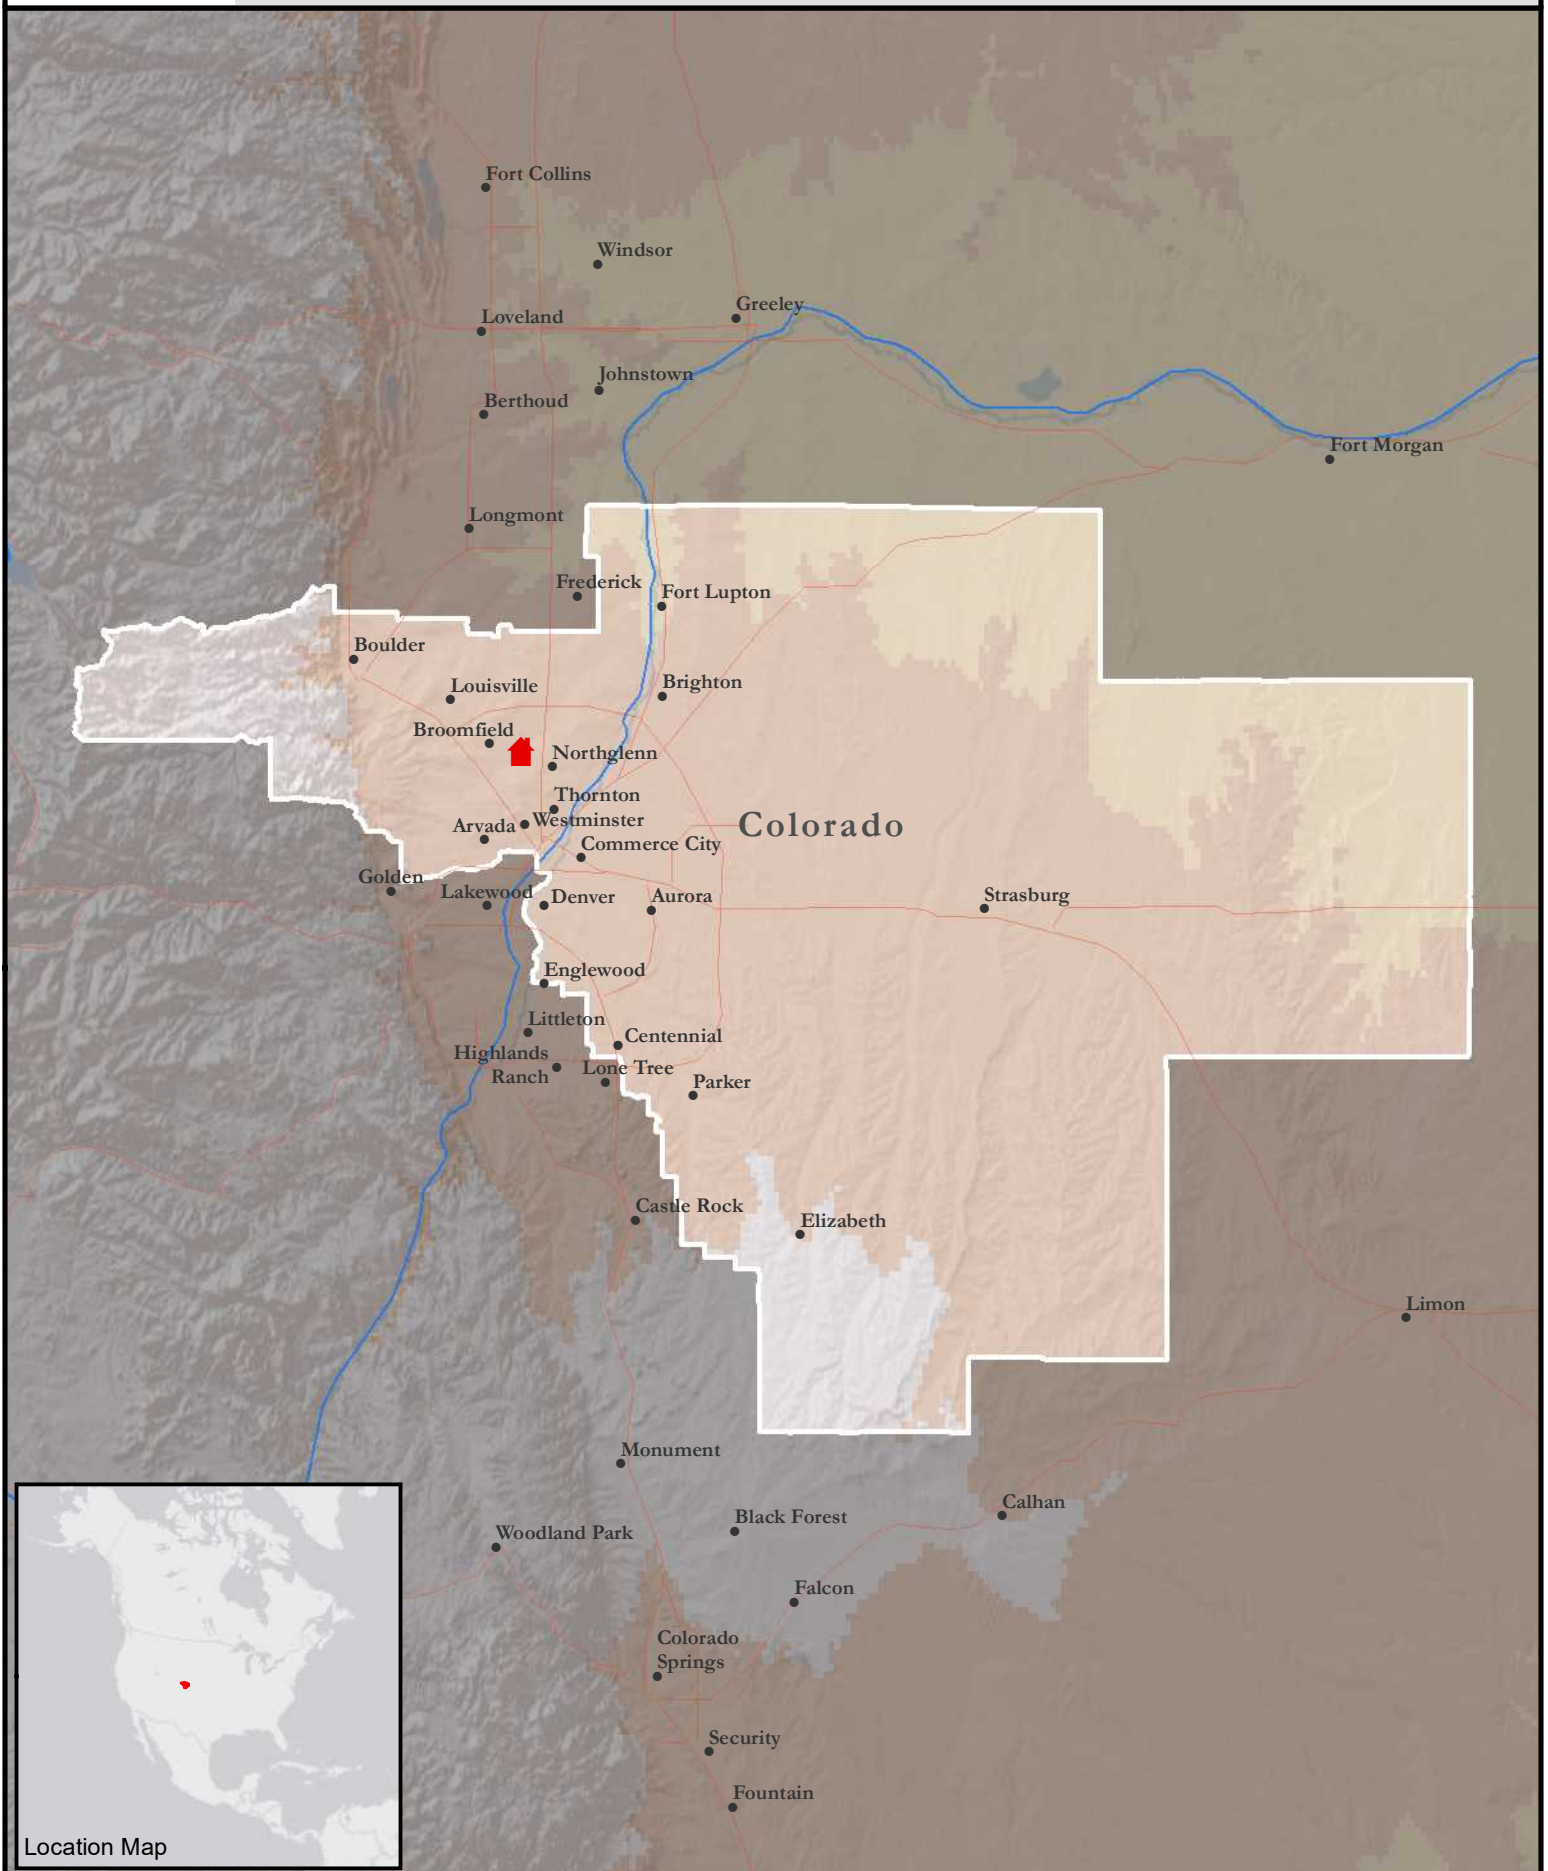 Fort Collins
Windsor
Greeley
Loveland
Johnstown
Berthoud
Fort Morgan
Longmont
Frederick
Fort Lupton
Boulder
Louisville
Brighton
Broomfield
Northglenn
Thornton
Westminster
Arvada
Colorado
Commerce City
Golden
Lakewood
Denver
Aurora
Strasburg
Englewood
Littleton
Centennial
Highlands
Ranch
Lone Tree
Parker
Castle Rock
Elizabeth
Limon
Monument
Calhan
Black Forest
Woodland Park
Falcon
Colorado
Springs
Security
Fountain
Location Map